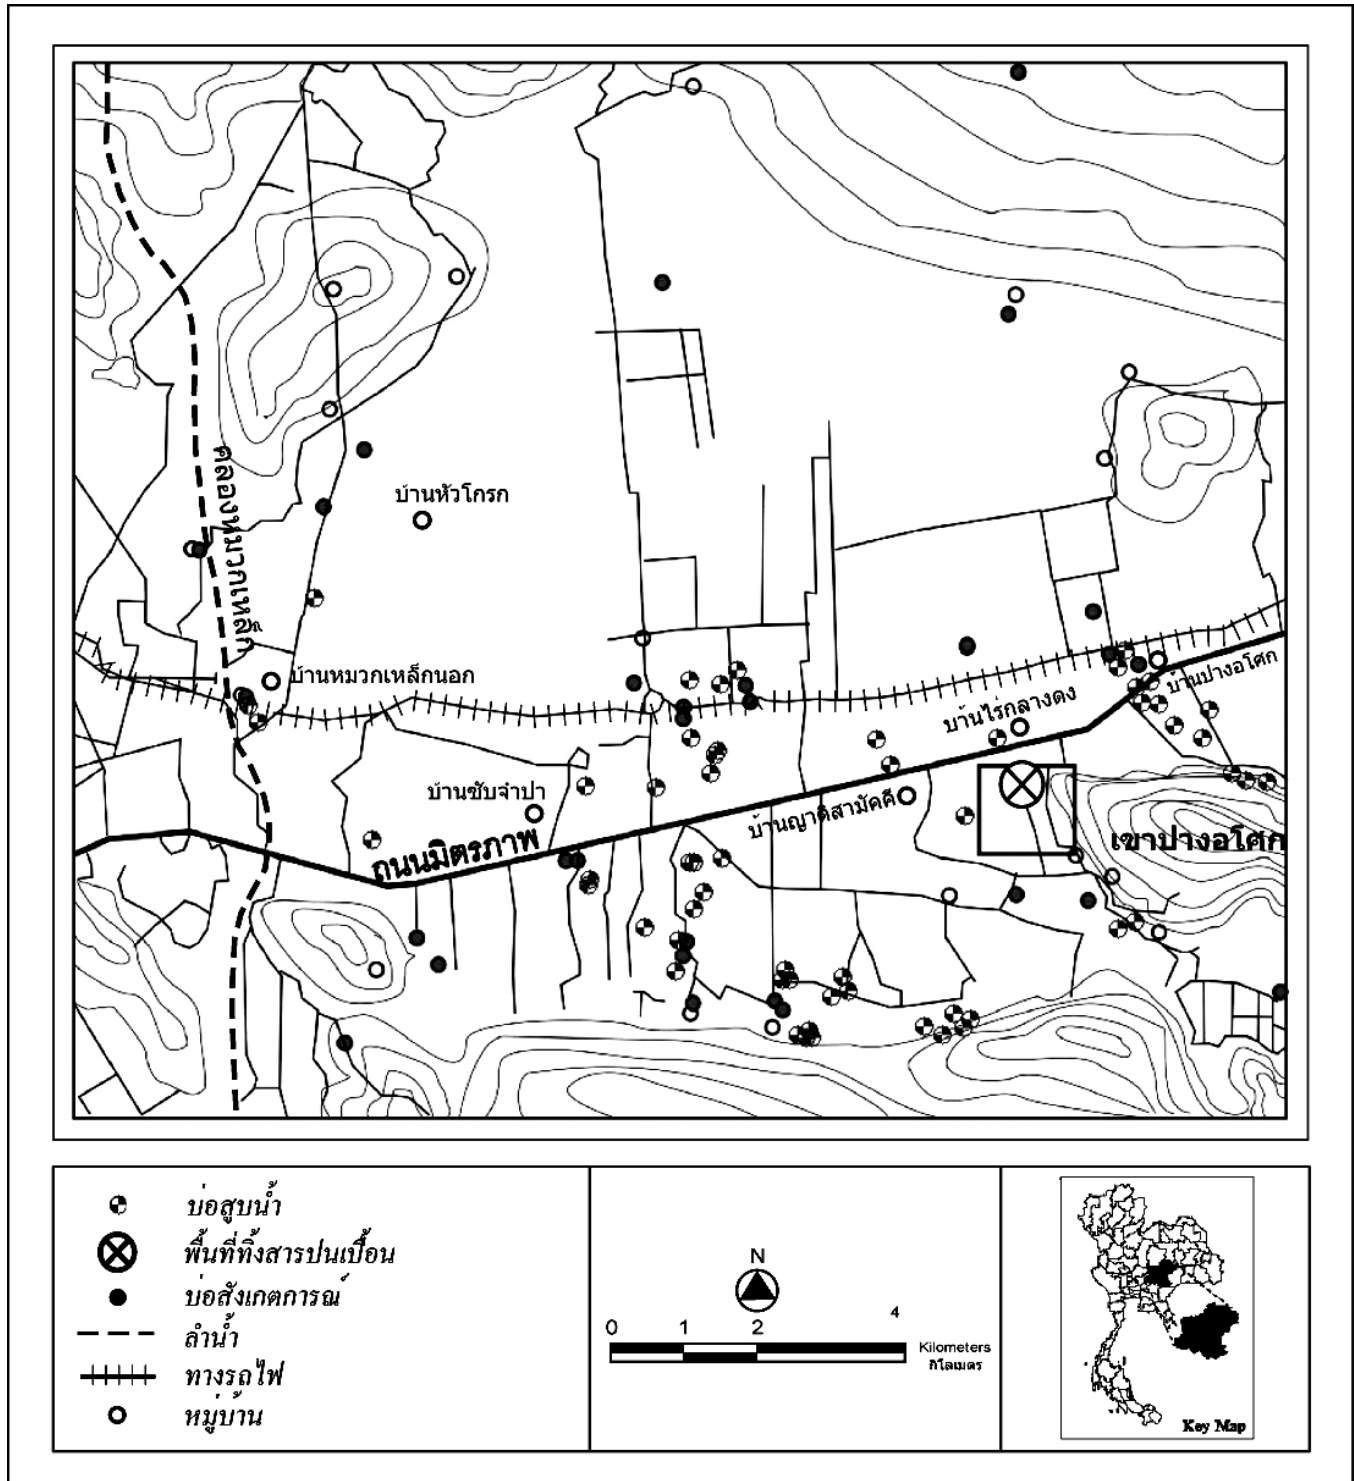 คลองหมวกเหล็ก
บ้านหัวโกรก
บ้านหมวกเหล็กนอก
บ้านปางอโศก
บ้านไร่กลางดง
บ้านซับจำปา
บ้านญาติสามัคคี
ถนนมิตรภาพ
เขาปางอโศก
บ่อสูบน้ำ
พื้นที่ทิ้งสารปนเปื้อน
บ่อสังเกตการณ์
ลำน้ำ
ทางรถไฟ
หมู่บ้าน
N
0 1 2 4
Kilometers
กิโลเมตร
Key Map